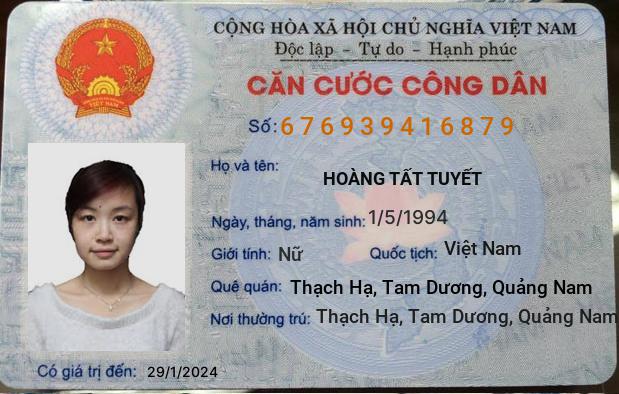 CỘNG HÒA XÃ HỘI CHỦ NGHĨA VIỆT NAM
Độc lập - Tự do - Hạnh phúc
CĂN CƯỚC CÔNG DÂN
Số: 676939416879
Họ và tên:
HOÀNG TẤT TUYẾT
Ngày, tháng, năm sinh: 1/5/1994
Giới tính: Nữ Quốc tịch: Việt Nam
Quê quán: Thạch Hạ, Tam Dương, Quảng Nam
Nơi thường trú: Thạch Hạ, Tam Dương, Quảng Nam
Có giá trị đến: 29/1/2024
VIỆT NAM